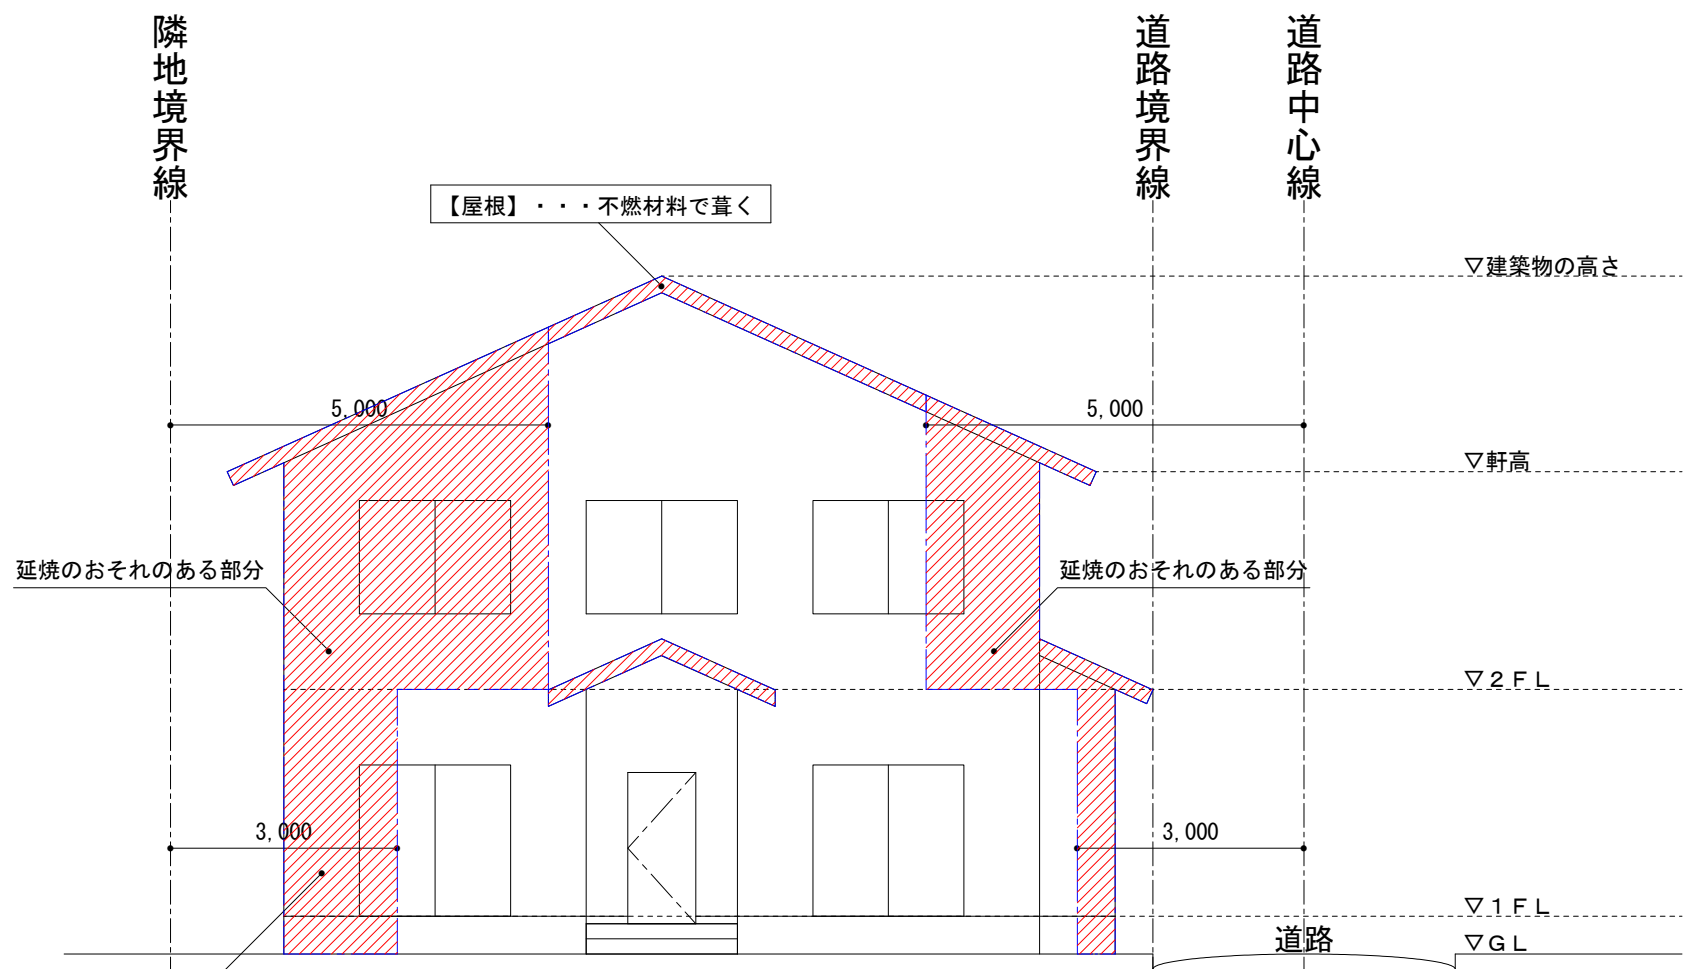 隣地境界線
道路境界線
道路中心線
【屋根】・・・不燃材料で葺く
▽建築物の高さ
5,000
5,000
▽軒高
延焼のおそれのある部分
延焼のおそれのある部分
▽２ＦＬ
3,000
3,000
▽１ＦＬ
道路
▽ＧＬ